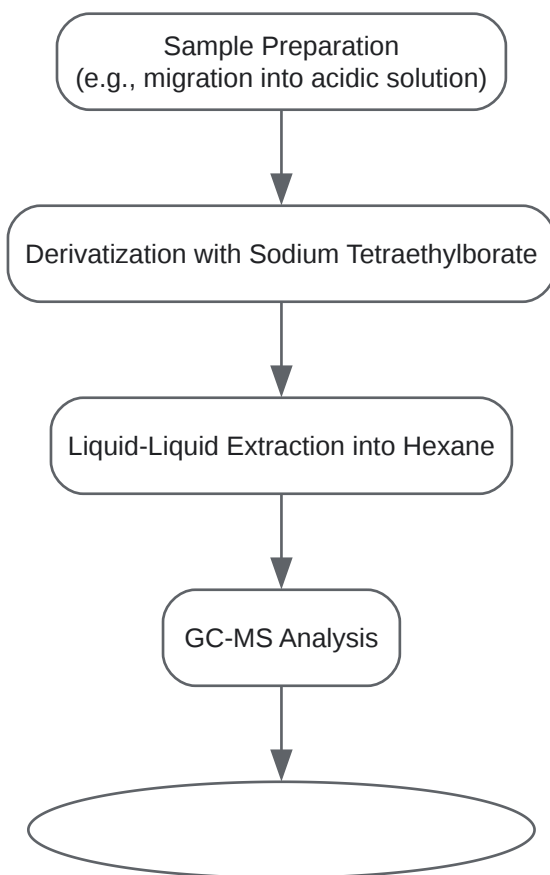 Sample Preparation
(e.g., migration into acidic solution)
Derivatization with Sodium Tetraethylborate
Liquid-Liquid Extraction into Hexane
GC-MS Analysis